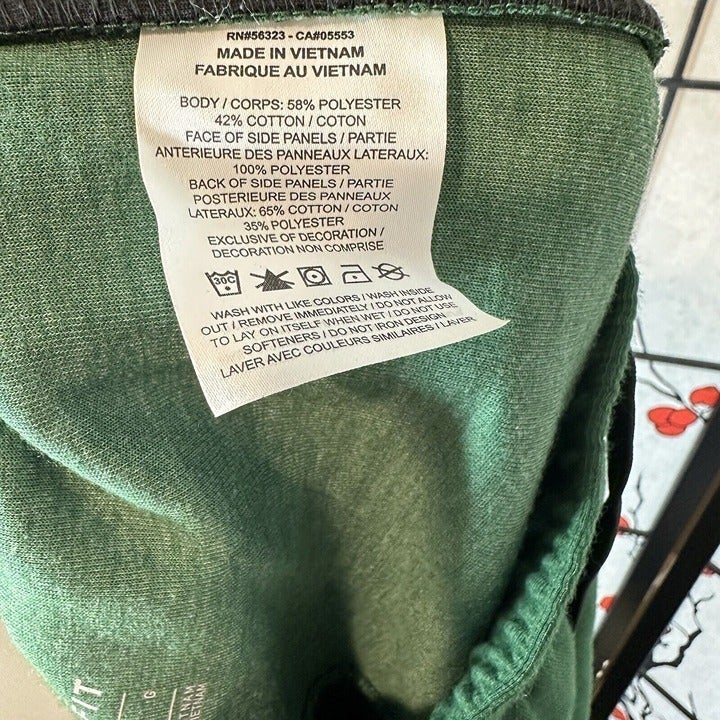 RN#56323 - CA#05553
MADE IN VIETNAM
FABRIQUE AU VIETNAM
BODY / CORPS: 58% POLYESTER
42% COTTON / COTON
FACE OF SIDE PANELS / PARTIE
ANTERIEURE DES PANNEAUX LATERAUX:
100% POLYESTER
BACK OF SIDE PANELS / PARTIE
POSTERIEURE DES PANNEAUX
LATERAUX: 65% COTTON / COTON
35% POLYESTER
EXCLUSIVE OF DECORATION /
DECORATION NON COMPRISE
30C
WASH WITH LIKE COLORS / WASH INSIDE
OUT / REMOVE IMMEDIATELY / DO NOT ALLOW
TO LAY ON ITSELF WHEN WET / DO NOT USE
SOFTENERS / DO NOT IRON DESIGN
LAVER AVEC COULEURS SIMILAIRES / LAVER
G